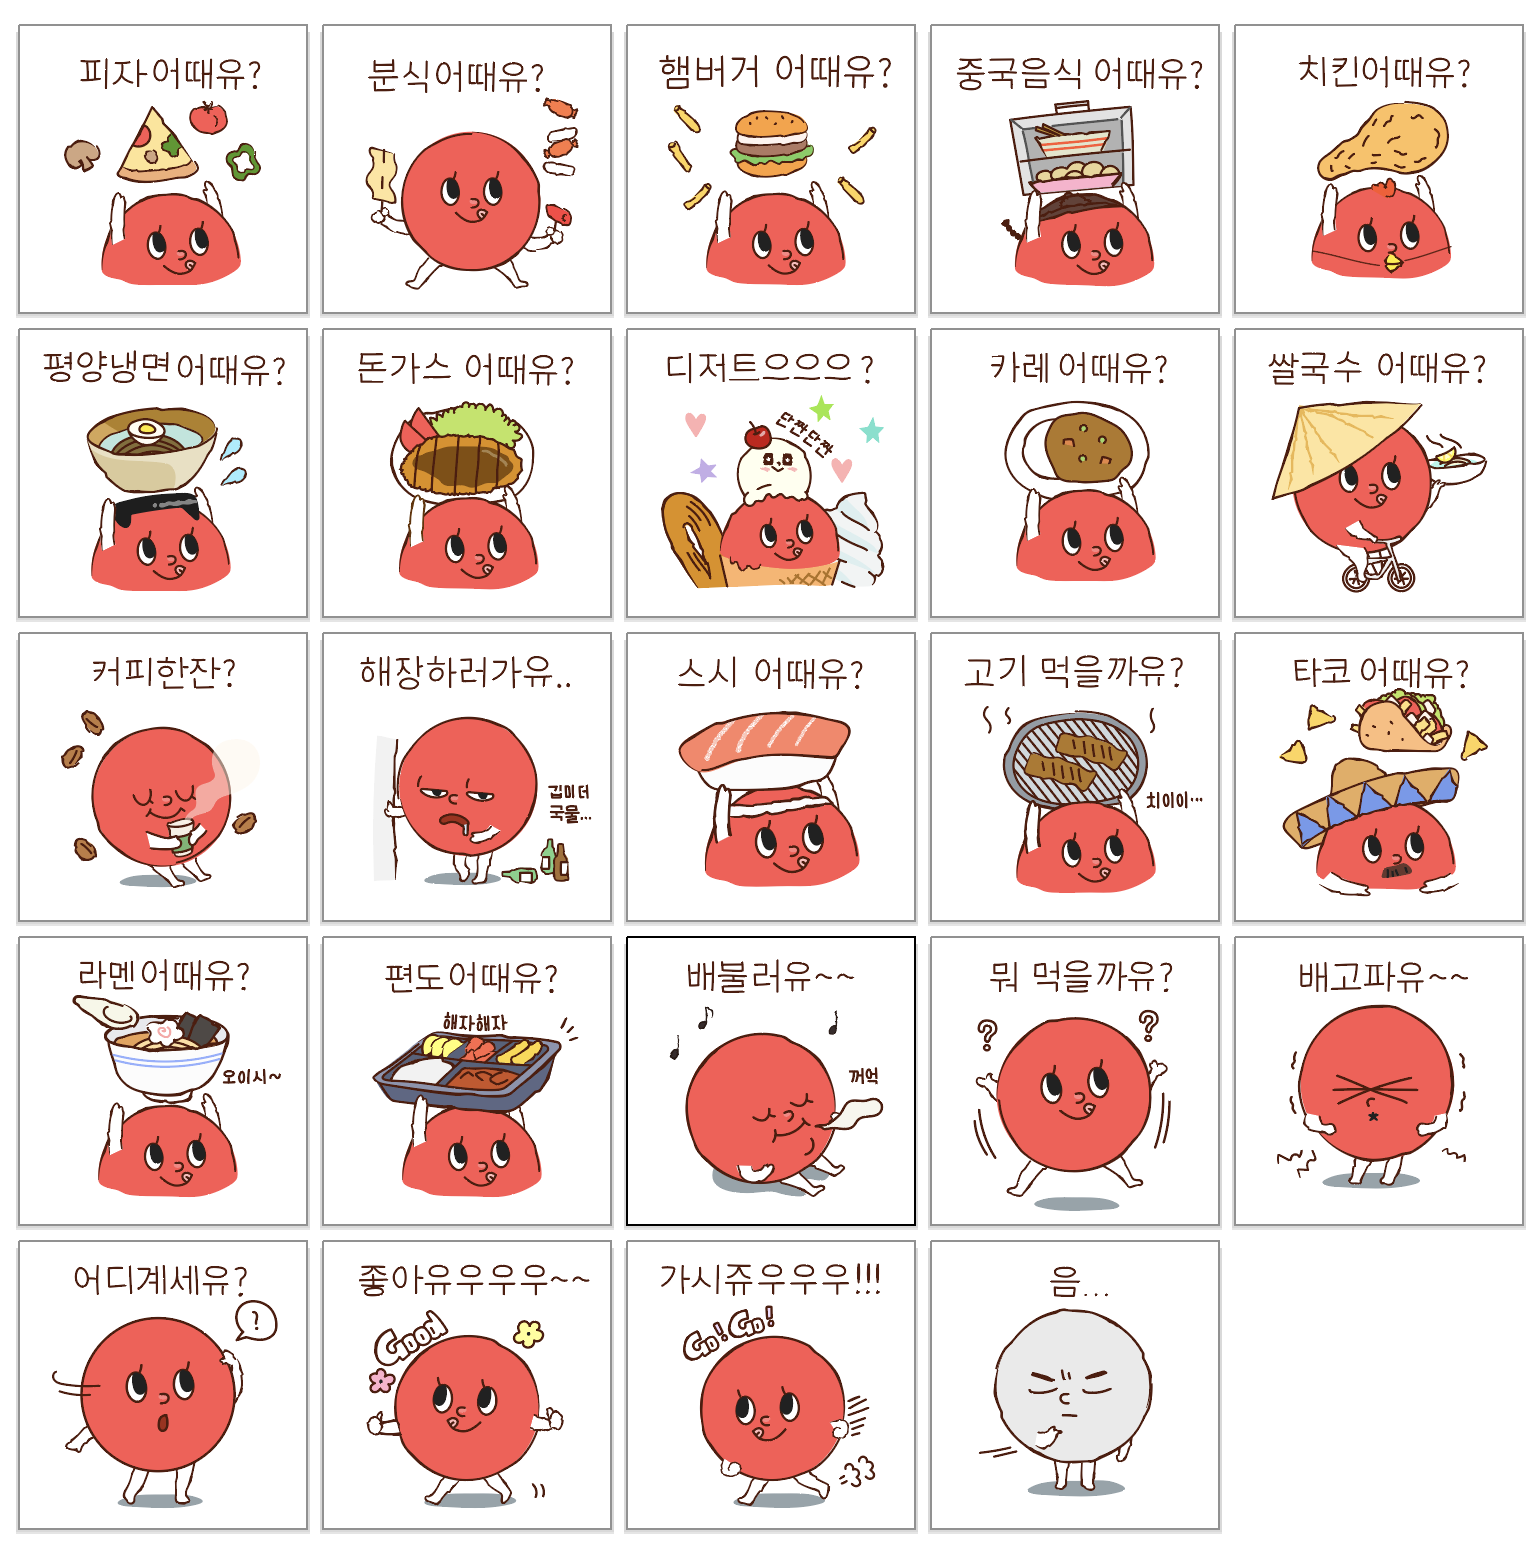 피자어때유?
분식어때유?
햄버거 어때유?
중국음식 어때유?
치킨어때유?
평양냉면어때유?
돈가스 어때유?
디저트으으으?
단짠단짠
카레어때유?
쌀국수 어때유?
커피한잔?
해장하러가유..
김미더
국물...
스시 어때유?
고기 먹을까유?
치이이...
타코어때유?
라멘어때유?
오이시~
편도어때유?
해자해자
배불러유~~
꺼억
뭐 먹을까유?
?
?
배고파유~~
어디계세유?
?
좋아유우우우~~
Good
가시쥬우우우!!!
Go! Go!
음...